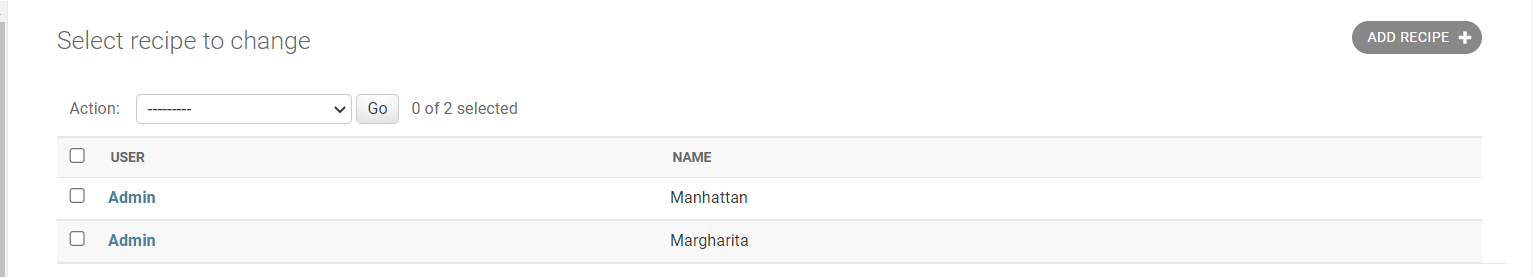 Select recipe to change
ADD RECIPE +
Action: --------- Go 0 of 2 selected
USER NAME
Admin Manhattan
Admin Margharita